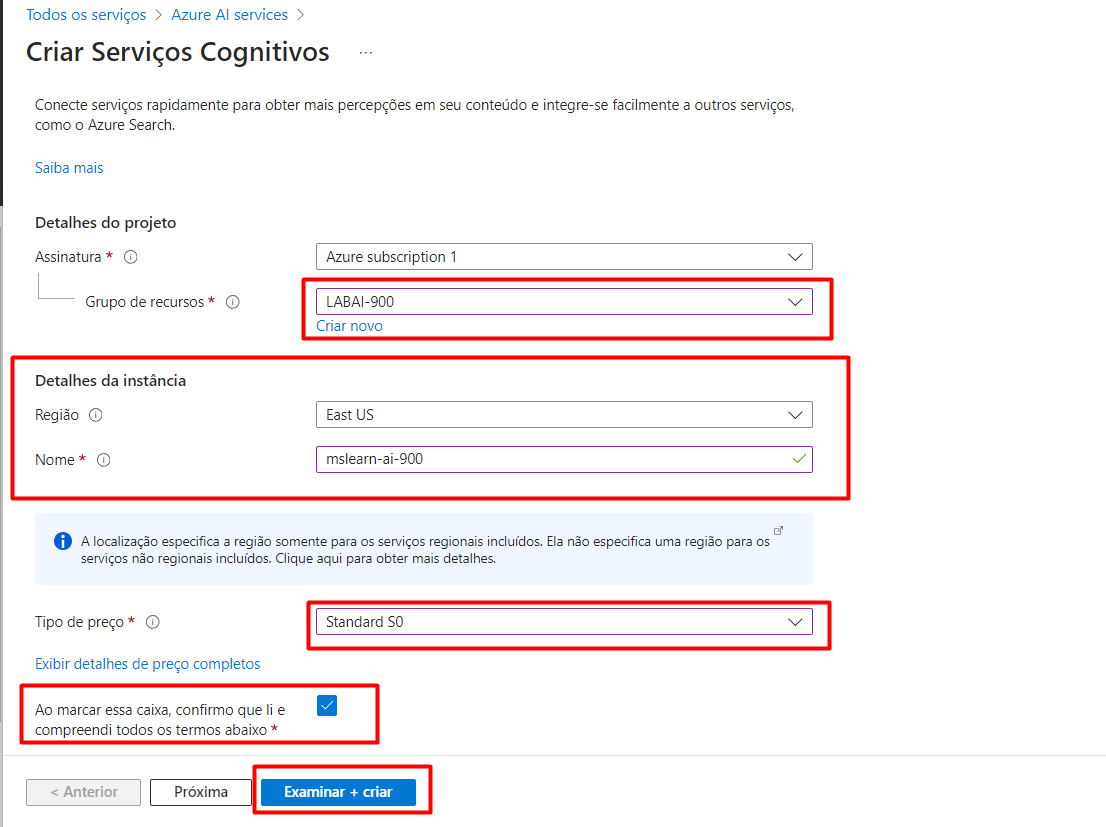 Todos os serviços > Azure AI services >
Criar Serviços Cognitivos ...
Conecte serviços rapidamente para obter mais percepções em seu conteúdo e integre-se facilmente a outros serviços,
como o Azure Search.
Saiba mais
Detalhes do projeto
Assinatura * Azure subscription 1
Grupo de recursos * LABAI-900
Criar novo
Detalhes da instância
Região East US
Nome * mslearn-ai-900
A localização especifica a região somente para os serviços regionais incluídos. Ela não especifica uma região para os
serviços não regionais incluídos. Clique aqui para obter mais detalhes.
Tipo de preço * Standard S0
Exibir detalhes de preço completos
Ao marcar essa caixa, confirmo que li e
compreendi todos os termos abaixo *
< Anterior Próxima Examinar + criar